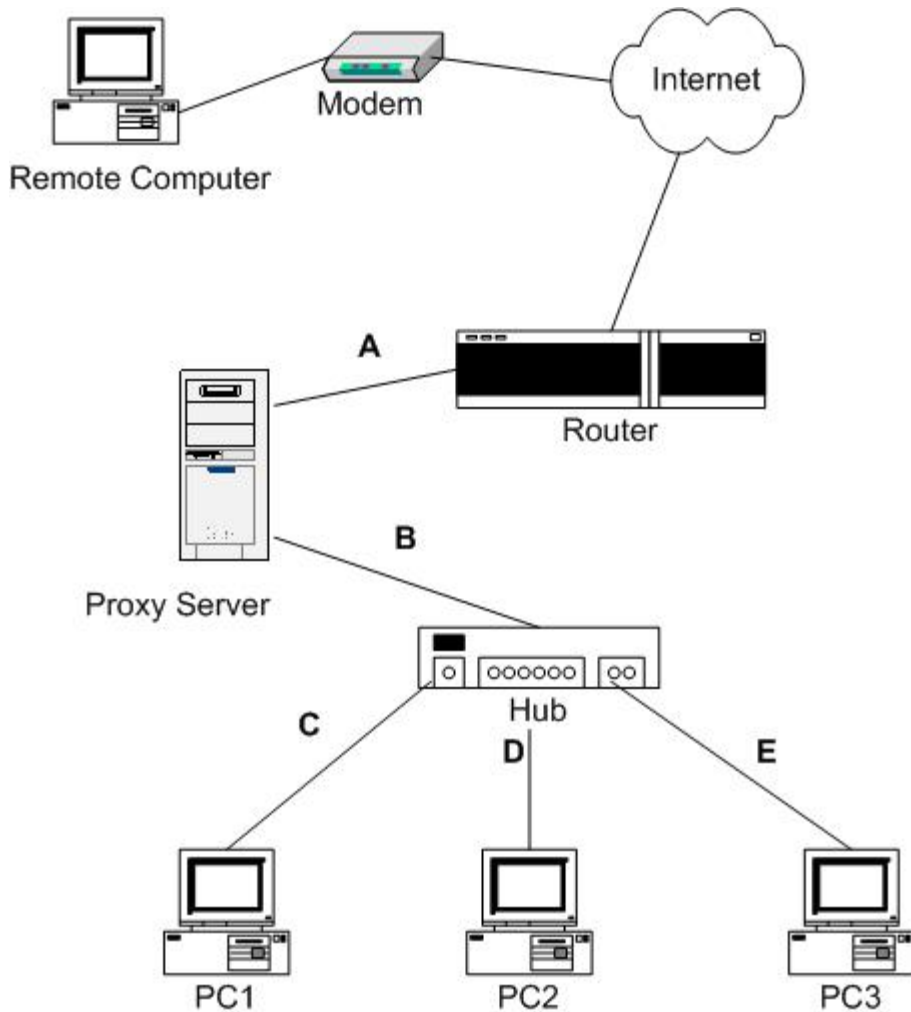 Internet
Modem
Remote Computer
A
Router
B
Proxy Server
Hub
C
D
E
PC1
PC2
PC3